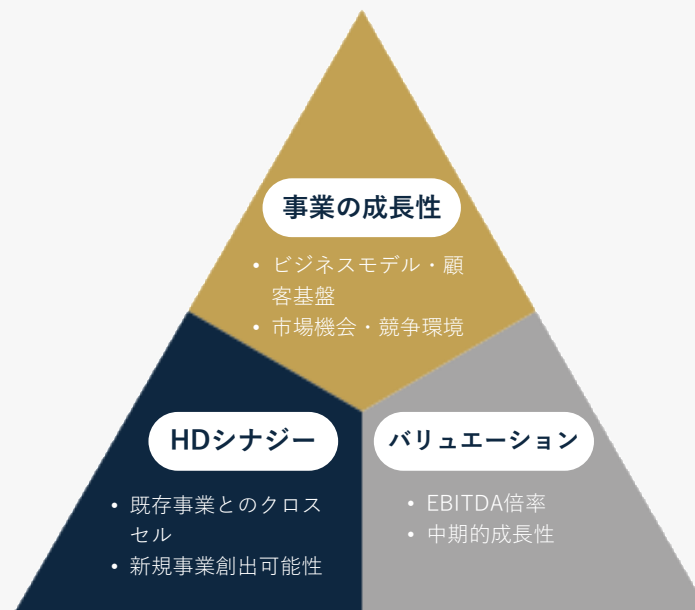 事業の成長性
• ビジネスモデル・顧
客基盤
• 市場機会・競争環境
HDシナジー
• 既存事業とのクロス
セル
• 新規事業創出可能性
バリュエーション
• EBITDA倍率
• 中期的成長性